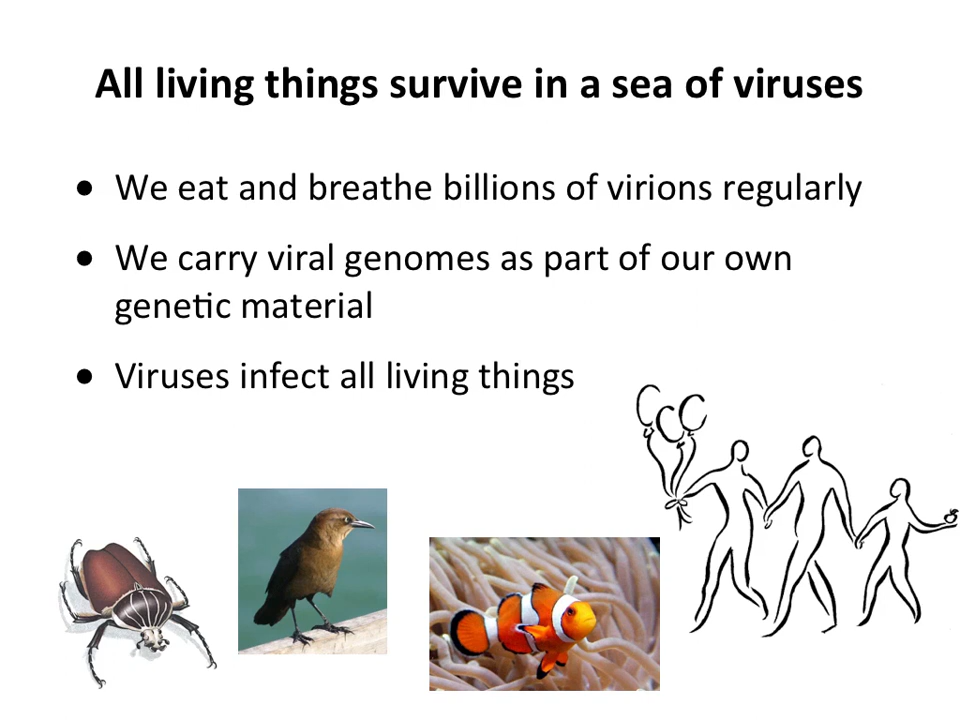 All living things survive in a sea of viruses
● We eat and breathe billions of virions regularly
● We carry viral genomes as part of our own
genetic material
● Viruses infect all living things